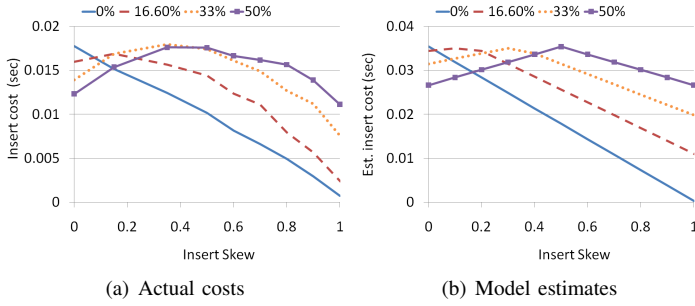 0% 16.60% 33% 50%
0.02
0.015
0.01
0.005
0
Insert cost (sec)
0 0.2 0.4 0.6 0.8 1
Insert Skew
(a) Actual costs
0% 16.60% 33% 50%
0.04
0.03
0.02
0.01
0
Est. insert cost (sec)
0 0.2 0.4 0.6 0.8 1
Insert Skew
(b) Model estimates